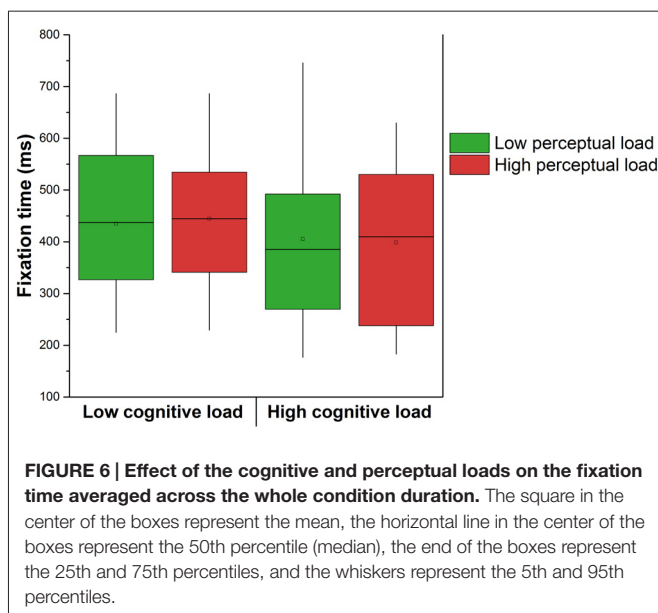 800
700
600
500
400
300
200
100
Fixation time (ms)
Low perceptual load
High perceptual load
Low cognitive load
High cognitive load
FIGURE 6 | Effect of the cognitive and perceptual loads on the fixation
time averaged across the whole condition duration. The square in the
center of the boxes represent the mean, the horizontal line in the center of the
boxes represent the 50th percentile (median), the end of the boxes represent
the 25th and 75th percentiles, and the whiskers represent the 5th and 95th
percentiles.